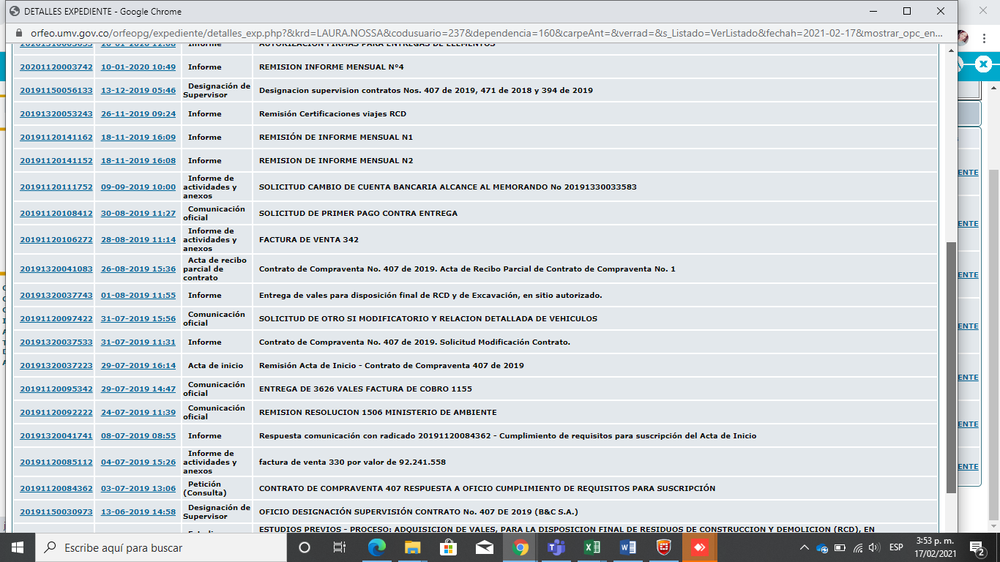 DETALLES EXPEDIENTE - Google Chrome
orfeo.umv.gov.co/orfeopg/expediente/detalles_exp.php?&krd=LAURA.NOSSA&codusuario=237&dependencia=160&carpeAnt=&verrad=&s_Listado=VerListado&fechah=2021-02-17&mostrar_opc_en...
Informe AUTORIZACION FIRMAS PARA ENTREGAS DE ELEMENTOS
20201120003742 10-01-2020 10:49 Informe REMISION INFORME MENSUAL N°4
20191150056133 13-12-2019 05:46 Designación de Supervisor Designacion supervision contratos Nos. 407 de 2019, 471 de 2018 y 394 de 2019
20191320053243 26-11-2019 09:24 Informe Remisión Certificaciones viajes RCD
20191120141162 18-11-2019 16:09 Informe REMISIÓN DE INFORME MENSUAL N1
20191120141152 18-11-2019 16:08 Informe REMISION DE INFORME MENSUAL N2
20191120111752 09-09-2019 10:00 Informe de actividades y anexos SOLICITUD CAMBIO DE CUENTA BANCARIA ALCANCE AL MEMORANDO No 20191330033583
20191120108412 30-08-2019 11:27 Comunicación oficial SOLICITUD DE PRIMER PAGO CONTRA ENTREGA
20191120106272 28-08-2019 11:14 Informe de actividades y anexos FACTURA DE VENTA 342
20191320041083 26-08-2019 15:36 Acta de recibo parcial de contrato Contrato de Compraventa No. 407 de 2019. Acta de Recibo Parcial de Contrato de Compraventa No. 1
20191320037743 01-08-2019 11:55 Informe Entrega de vales para disposición final de RCD y de Excavación, en sitio autorizado.
20191120097422 31-07-2019 15:56 Comunicación oficial SOLICITUD DE OTRO SI MODIFICATORIO Y RELACION DETALLADA DE VEHICULOS
20191320037533 31-07-2019 11:31 Informe Contrato de Compraventa No. 407 de 2019. Solicitud Modificación Contrato.
20191320037223 29-07-2019 16:14 Acta de inicio Remisión Acta de Inicio - Contrato de Compraventa 407 de 2019
20191120095342 29-07-2019 14:47 Comunicación oficial ENTREGA DE 3626 VALES FACTURA DE COBRO 1155
20191120092222 24-07-2019 11:39 Comunicación oficial REMISION RESOLUCION 1506 MINISTERIO DE AMBIENTE
20191320041741 08-07-2019 08:55 Informe Respuesta comunicación con radicado 20191120084362 - Cumplimiento de requisitos para suscripción del Acta de Inicio
20191120085112 04-07-2019 15:26 Informe de actividades y anexos factura de venta 330 por valor de 92.241.558
20191120084362 03-07-2019 13:06 Petición (Consulta) CONTRATO DE COMPRAVENTA 407 RESPUESTA A OFICIO CUMPLIMIENTO DE REQUISITOS PARA SUSCRIPCIÓN
20191150030973 13-06-2019 14:58 Designación de Supervisor OFICIO DESIGNACIÓN SUPERVISIÓN CONTRATO No. 407 DE 2019 (B&C S.A.)
ESTUDIOS PREVIOS - PROCESO: ADQUISICION DE VALES, PARA LA DISPOSICION FINAL DE RESIDUOS DE CONSTRUCCION Y DEMOLICION (RCD), EN
ENTE
ENTE
ENTE
ENTE
ENTE
ENTE
ENTE
Escribe aquí para buscar
ESP
3:53 p. m.
17/02/2021
2